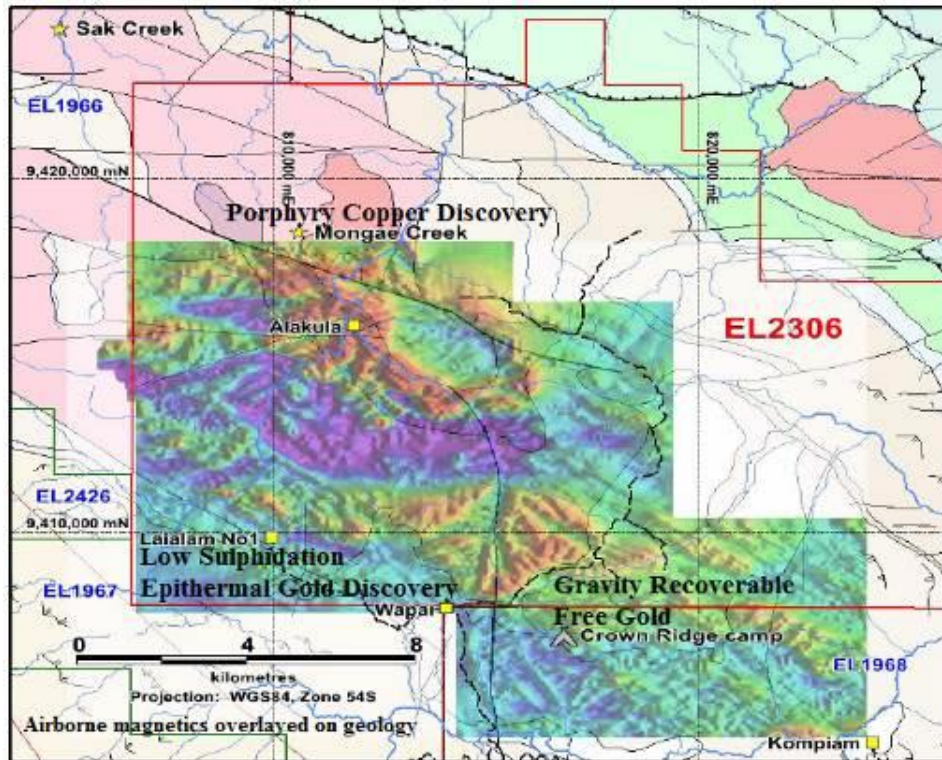 Sak Creek
EL1966
810,000 mE
820,000 mE
9,420,000 mN
Porphyry Copper Discovery
Mongae Creek
Alakula
EL2306
EL2426
9,410,000 mN
Laialam No1
Low Sulphidation
Epithermal Gold Discovery
EL1967
Wapai
Gravity Recoverable
Free Gold
Crown Ridge camp
EL1968
0 4 8
kilometres
Projection: WGS84, Zone 54S
Airborne magnetics overlayed on geology
Kompiam